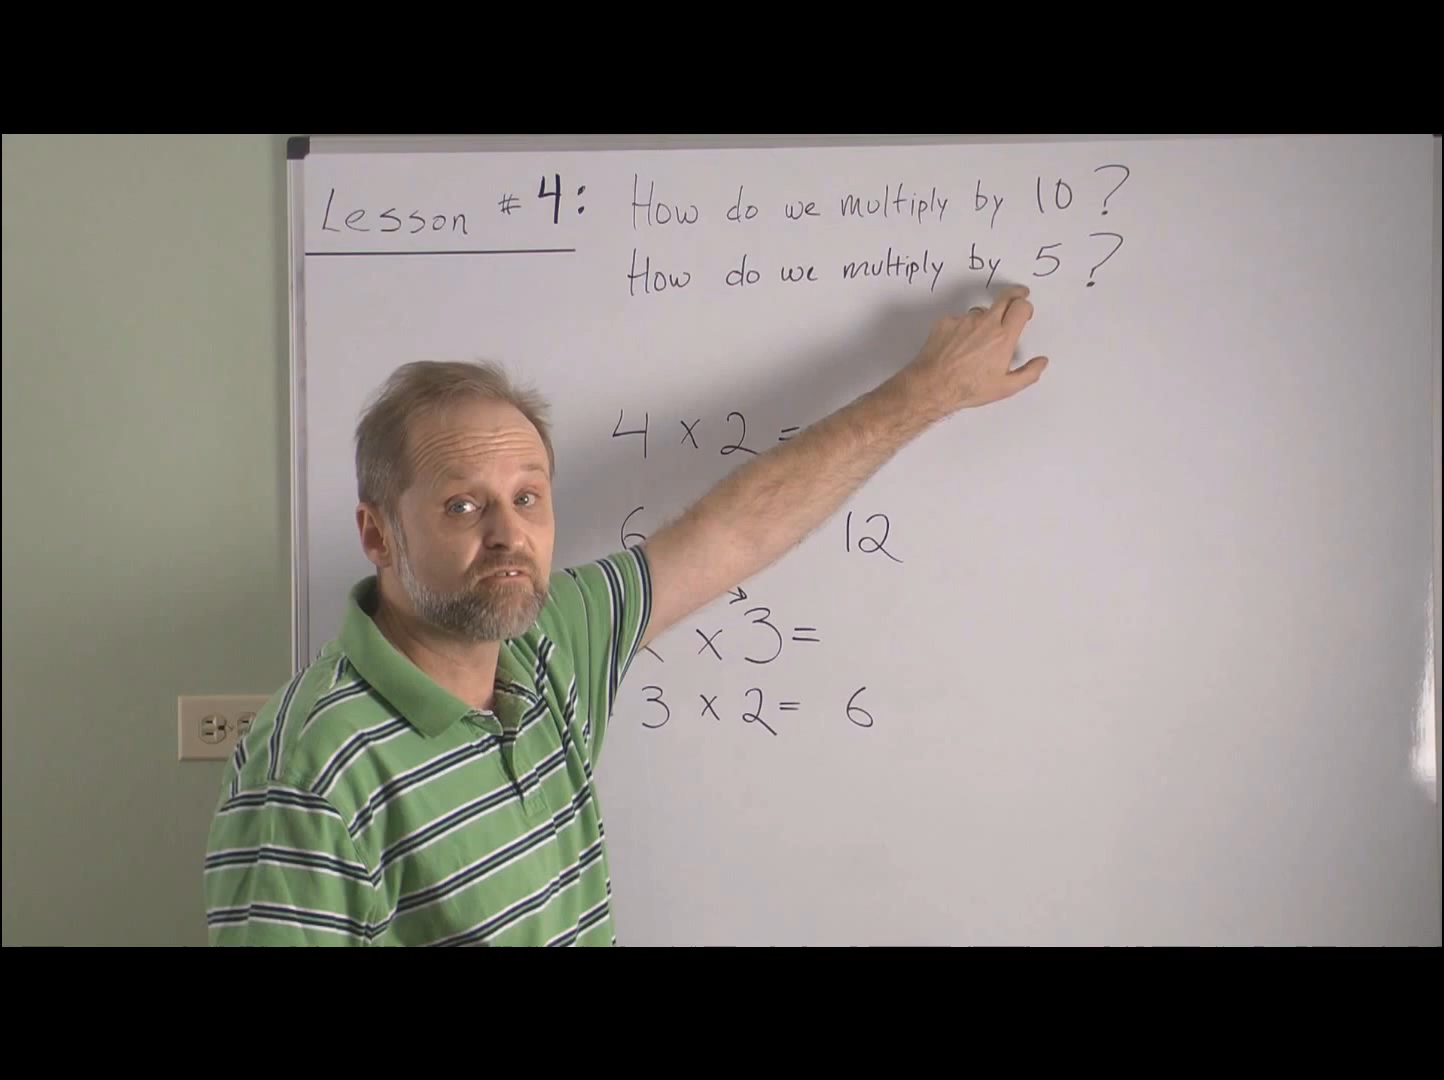 Lesson # 4: How do we multiply by 10 ?
How do we multiply by 5 ?
4 x 2 =
6 12
x 3 =
3 x 2 = 6